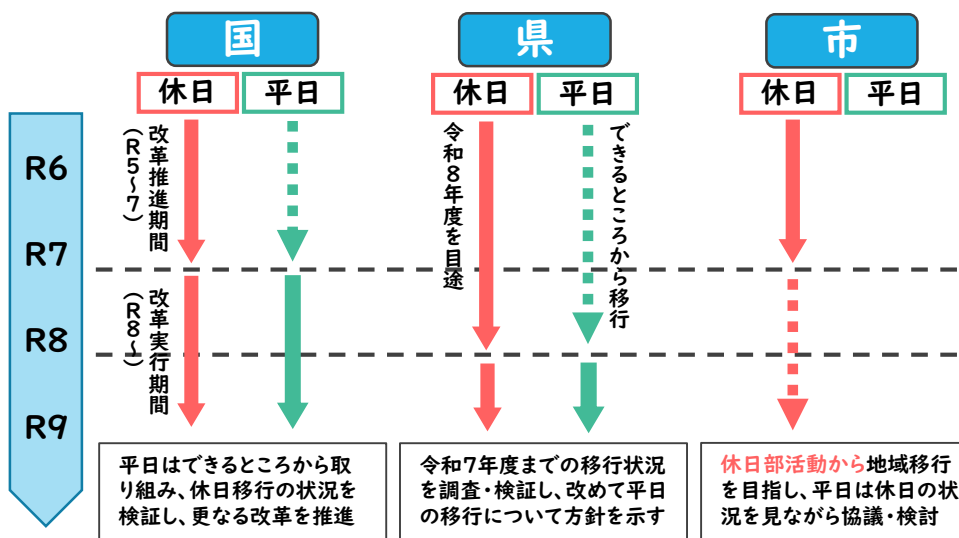 国
県
市
休日
平日
休日
平日
休日
平日
R6
R7
R8
R9
改革推進期間
(R5~7)
改革実行期間
(R8~)
令和8年度を目途
できるところから移行
平日はできるところから取
り組み、休日移行の状況を
検証し、更なる改革を推進
令和7年度までの移行状況
を調査・検証し、改めて平日
の移行について方針を示す
休日部活動から地域移行
を目指し、平日は休日の状
況を見ながら協議・検討